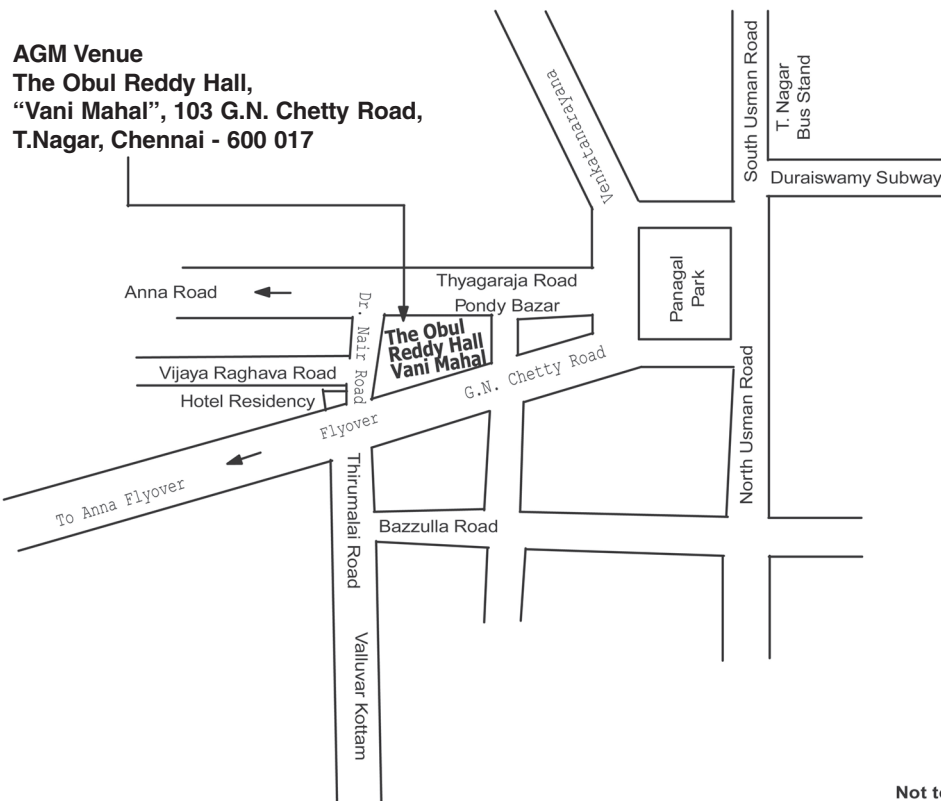 AGM Venue
The Obul Reddy Hall,
“Vani Mahal”, 103 G.N. Chetty Road,
T.Nagar, Chennai - 600 017
Venkatanarayana
South Usman Road
T. Nagar
Bus Stand
Duraiswamy Subway
Panagal
Park
Thyagaraja Road
Anna Road
Pondy Bazar
Dr. Nair Road
The Obul
Reddy Hall
Vani Mahal
Vijaya Raghava Road
Hotel Residency
G.N. Chetty Road
Flyover
North Usman Road
To Anna Flyover
Thirumalai Road
Bazzulla Road
Valluvar Kottam
Not